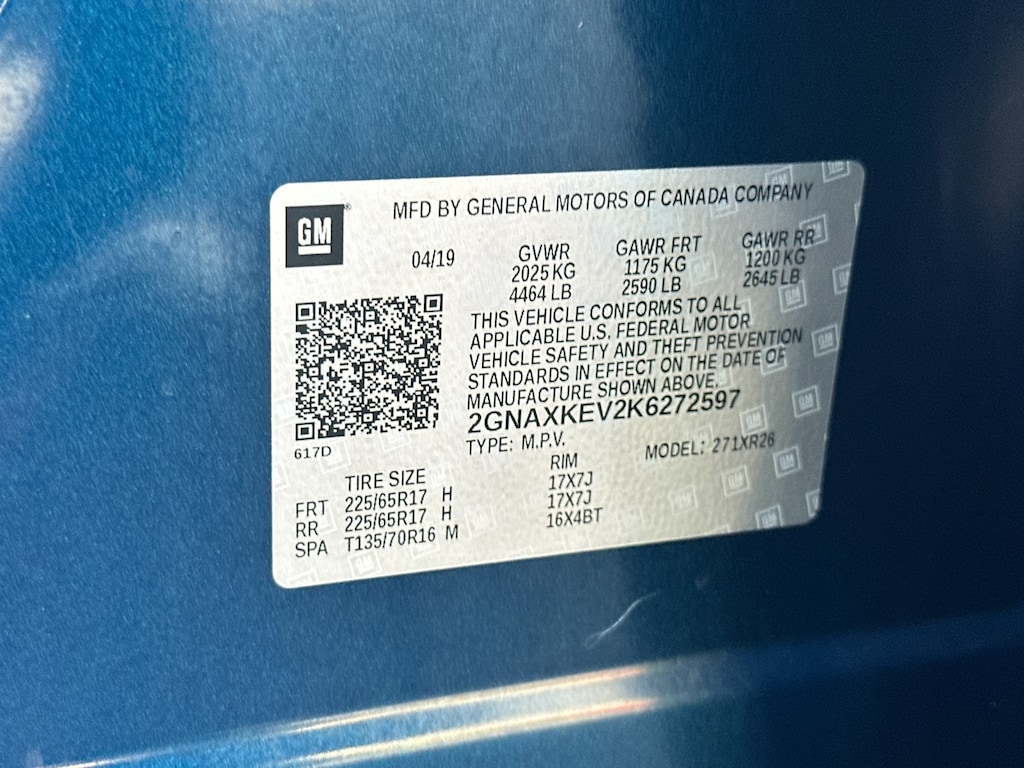 GM®
MFD BY GENERAL MOTORS OF CANADA COMPANY
04/19
GVWR GAWR FRT GAWR RR
2025 KG 1175 KG 1200 KG
4464 LB 2590 LB 2645 LB
THIS VEHICLE CONFORMS TO ALL
APPLICABLE U.S. FEDERAL MOTOR
VEHICLE SAFETY AND THEFT PREVENTION
STANDARDS IN EFFECT ON THE DATE OF
MANUFACTURE SHOWN ABOVE.
2GNAXKEV2K6272597
617D
TYPE: M.P.V. MODEL: 271XR26
TIRE SIZE RIM
FRT 225/65R17 H 17X7J
RR 225/65R17 H 17X7J
SPA T135/70R16 M 16X4BT